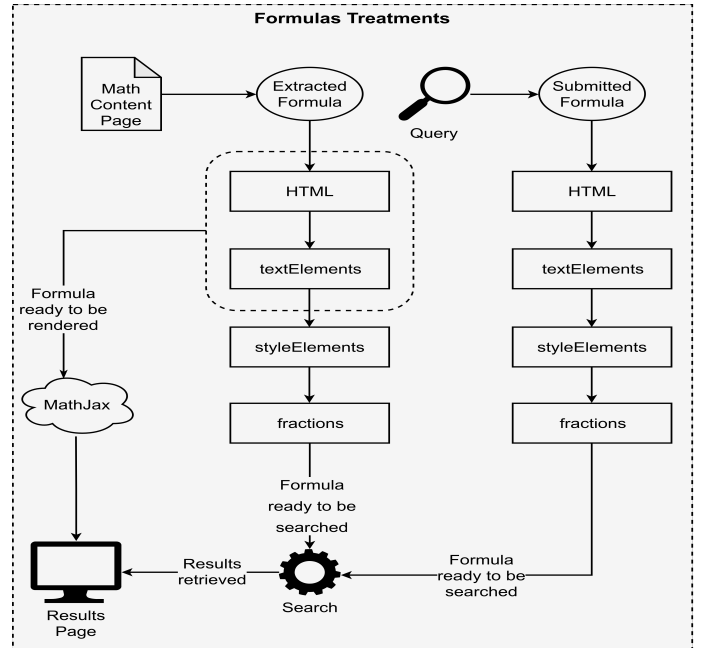 Formulas Treatments
Math
Content
Page
Extracted
Formula
Query
Submitted
Formula
HTML
HTML
textElements
textElements
Formula
ready to be
rendered
styleElements
styleElements
MathJax
fractions
fractions
Formula
ready to be
searched
Results
retrieved
Formula
ready to be
searched
Search
Results
Page